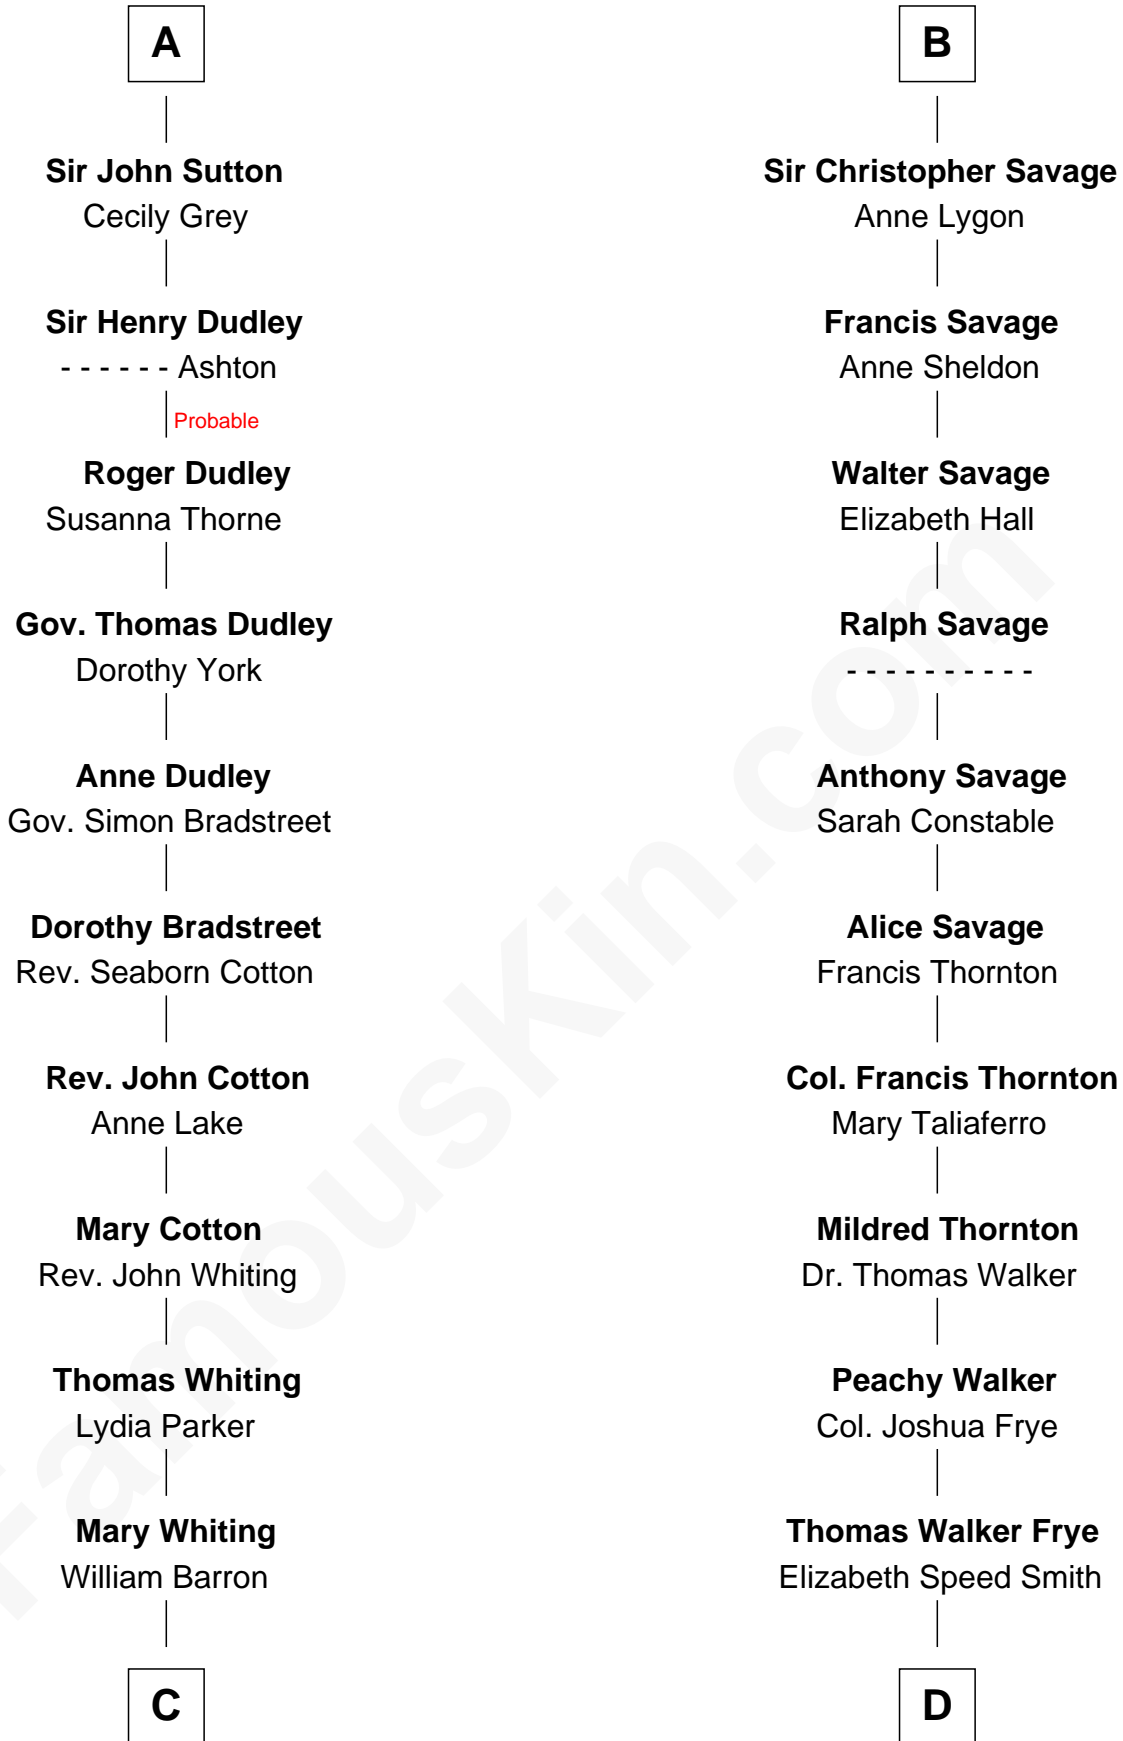 A
Sir John Sutton
Cecily Grey
Sir Henry Dudley
- - - - - - Ashton
Probable
Roger Dudley
Susanna Thorne
Gov. Thomas Dudley
Dorothy York
Anne Dudley
Gov. Simon Bradstreet
Dorothy Bradstreet
Rev. Seaborn Cotton
Rev. John Cotton
Anne Lake
Mary Cotton
Rev. John Whiting
Thomas Whiting
Lydia Parker
Mary Whiting
William Barron
C
B
Sir Christopher Savage
Anne Lygon
Francis Savage
Anne Sheldon
Walter Savage
Elizabeth Hall
Ralph Savage
- - - - - - - - - -
Anthony Savage
Sarah Constable
Alice Savage
Francis Thornton
Col. Francis Thornton
Mary Taliaferro
Mildred Thornton
Dr. Thomas Walker
Peachy Walker
Col. Joshua Frye
Thomas Walker Frye
Elizabeth Speed Smith
D
FamousKin.com